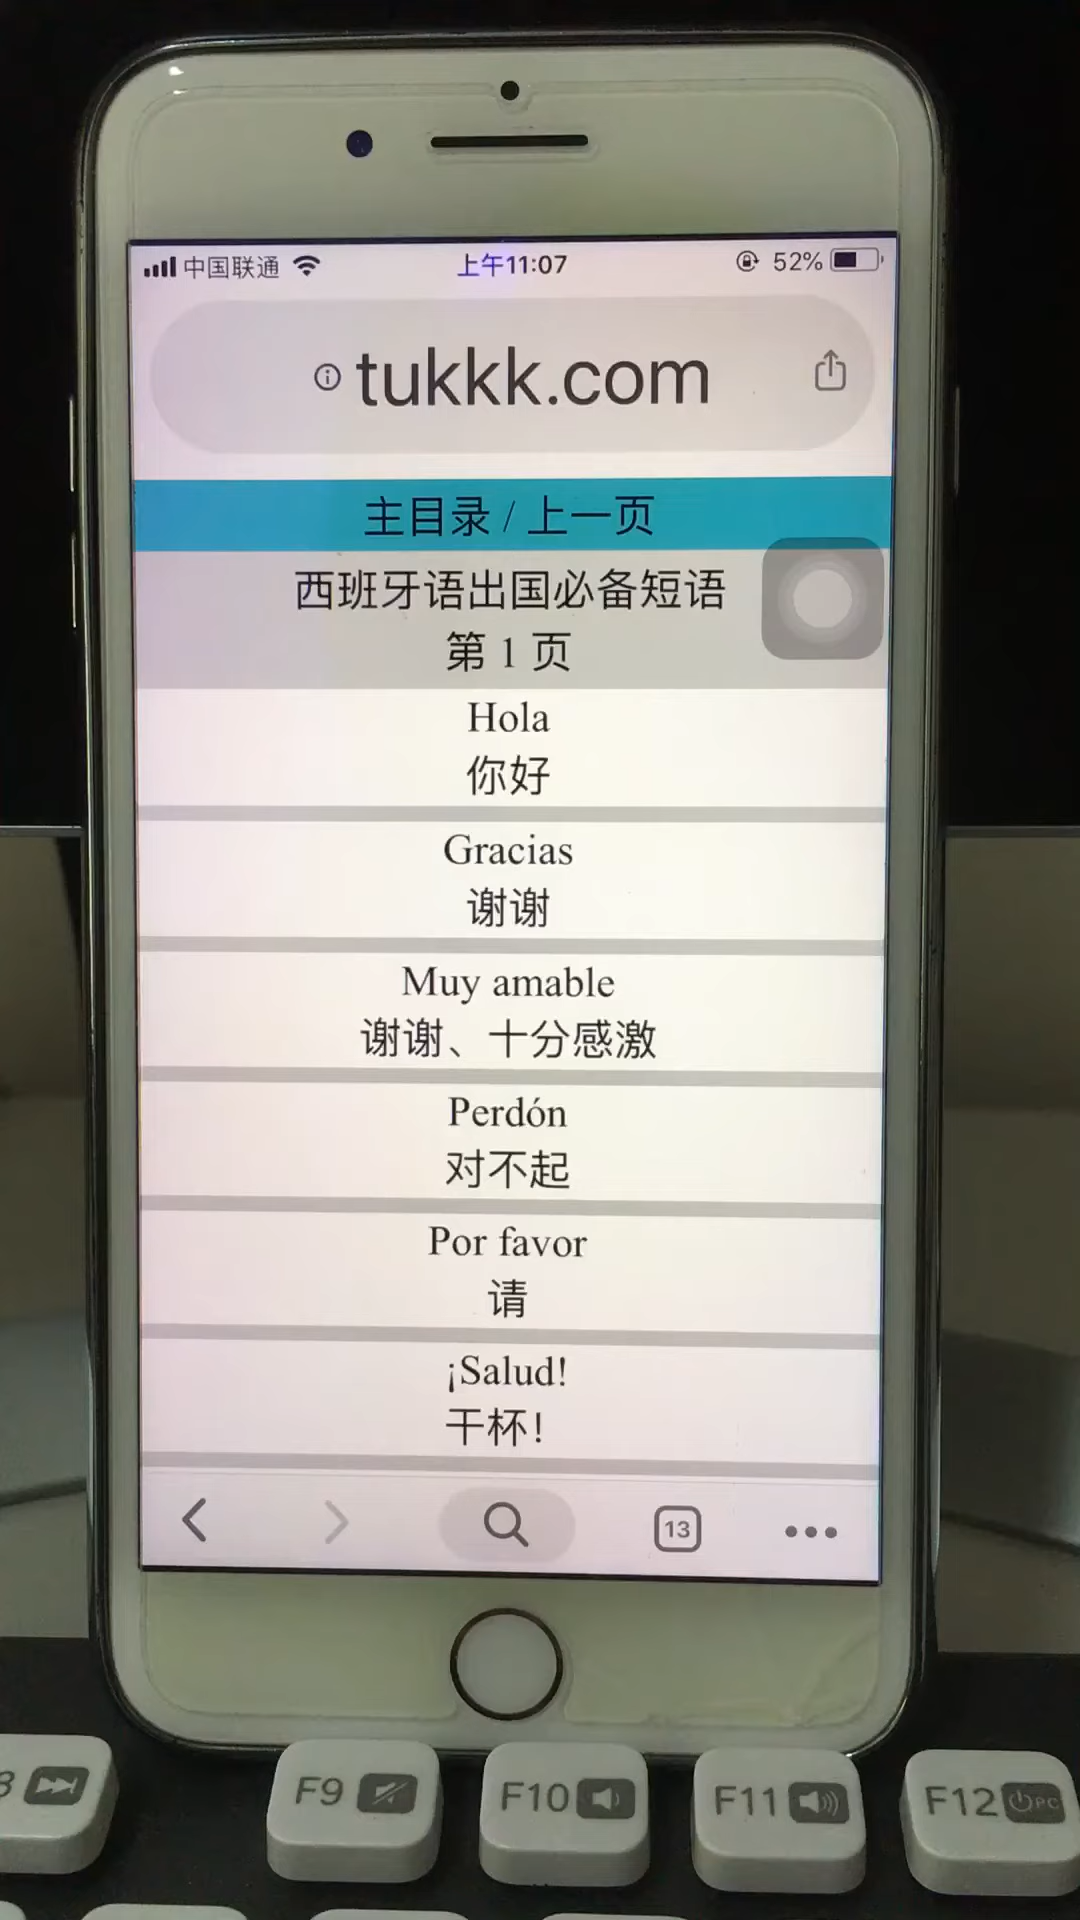 中国联通 上午11:07 52%
tukkk.com
主目录 / 上一页
西班牙语出国必备短语
第 1 页
Hola
你好
Gracias
谢谢
Muy amable
谢谢、十分感激
Perdón
对不起
Por favor
请
¡Salud!
干杯！
13
F9 F10 F11 F12 PC